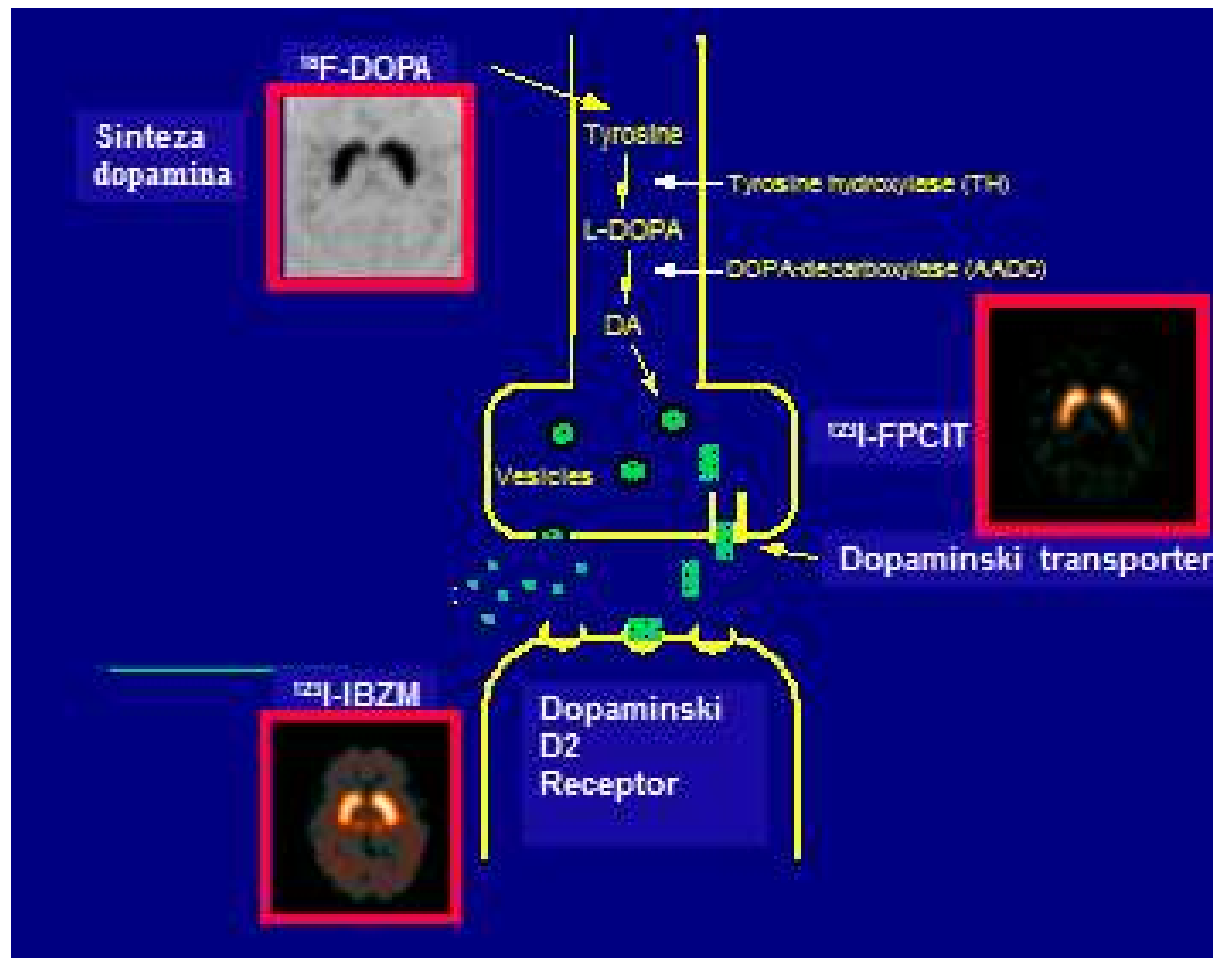 ¹⁸F-DOPA
Sinteza
dopamina
Tyrosine
Tyrosine hydroxylase (TH)
L-DOPA
DOPA-decarboxylase (AADC)
DA
¹²³I-FPCIT
Vesicles
Dopaminski transporter
¹²³I-IBZM
Dopaminski
D2
Receptor